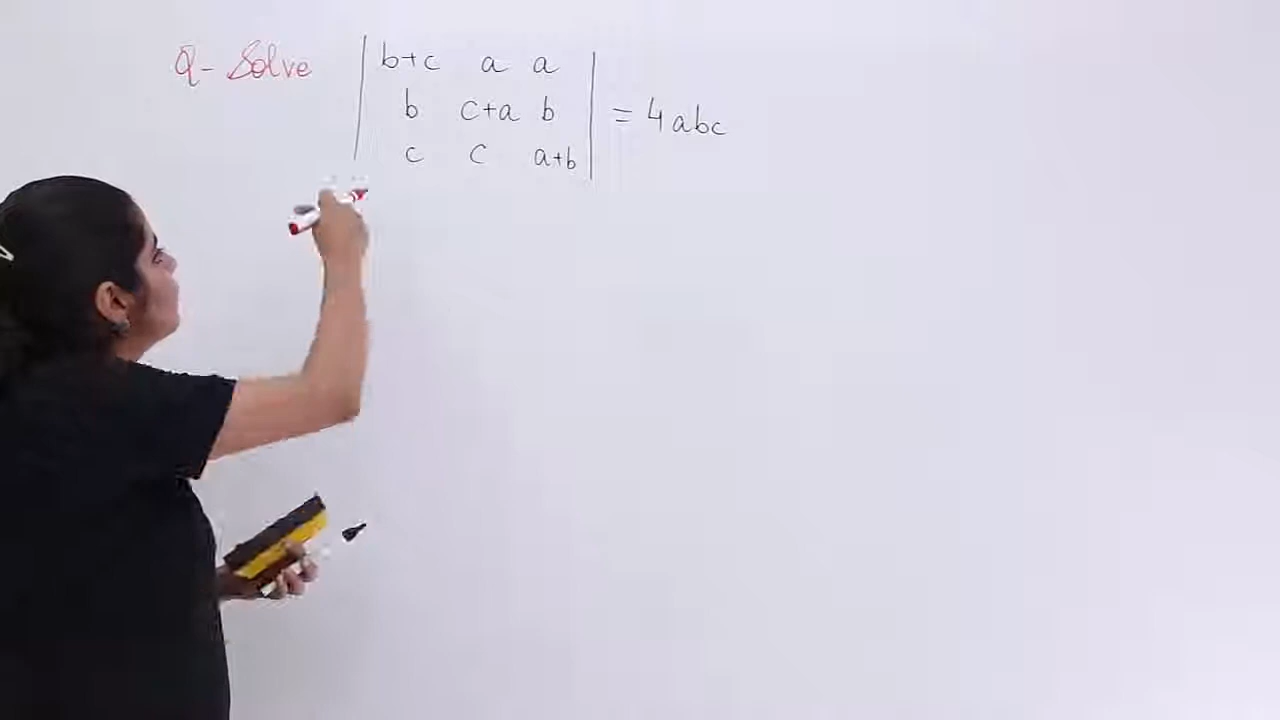 Q- Solve | b+c a a |
| b c+a b | = 4abc
| c c a+b |